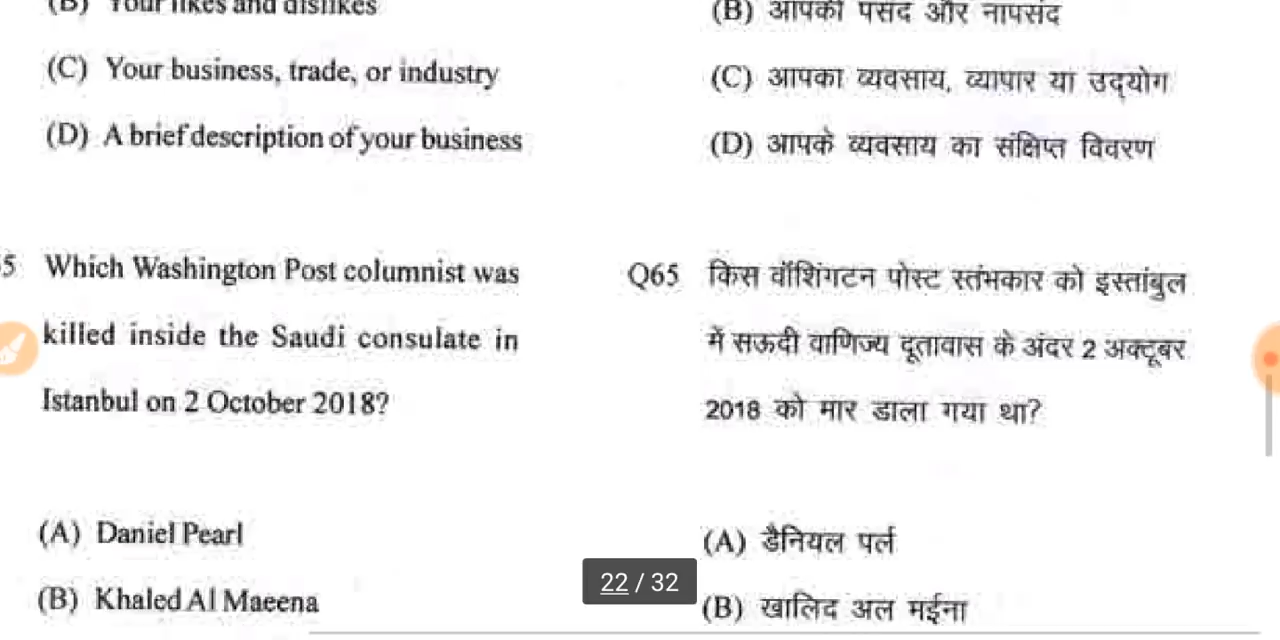 (B) Your likes and dislikes
(C) Your business, trade, or industry
(D) A brief description of your business
5 Which Washington Post columnist was
killed inside the Saudi consulate in
Istanbul on 2 October 2018?
(A) Daniel Pearl
(B) Khaled Al Maeena
(B) आपकी पसंद और नापसंद
(C) आपका व्यवसाय, व्यापार या उद्योग
(D) आपके व्यवसाय का संक्षिप्त विवरण
Q65 किस वॉशिंगटन पोस्ट स्तंभकार को इस्तांबुल
में सऊदी वाणिज्य दूतावास के अंदर 2 अक्टूबर
2018 को मार डाला गया था?
(A) डैनियल पर्ल
(B) खालिद अल मईना
22 / 32